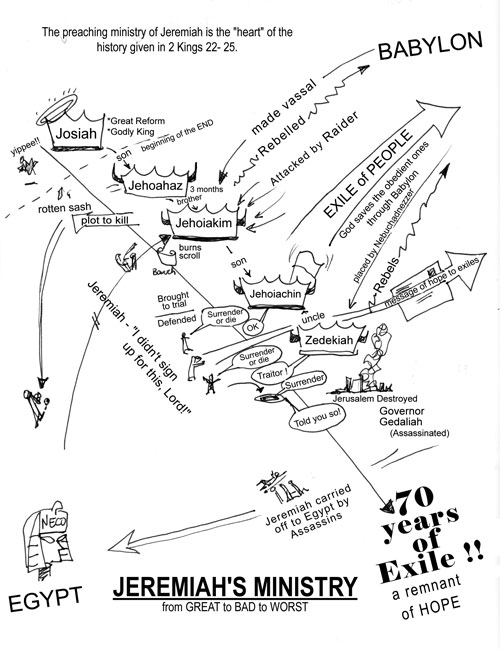 The preaching ministry of Jeremiah is the "heart" of the
history given in 2 Kings 22- 25.
BABYLON
made vassal
Rebelled
Attacked by Raider
Josiah
*Great Reform
*Godly King
yippee!!
beginning of the END
son
Jehoahaz
3 months
brother
EXILE of PEOPLE
God saves the obedient ones
through Babylon
placed by Nebuchadnezzer
Rebels
message of hope to exiles
rotten sash
plot to kill
Jehoiakim
burns
scroll
Baruch
son
Jehoiachin
Jeremiah - "I didn't sign
up for this, Lord!"
Brought
to trial
Defended
Surrender
or die
OK
uncle
Zedekiah
Surrender
or die
Traitor !
Surrender
Told you so!
Jerusalem Destroyed
Governor
Gedaliah
(Assassinated)
Jeremiah carried
off to Egypt by
Assassins
70
years
of
Exile !!
a remnant
of HOPE
NECO
EGYPT
JEREMIAH'S MINISTRY
from GREAT to BAD to WORST